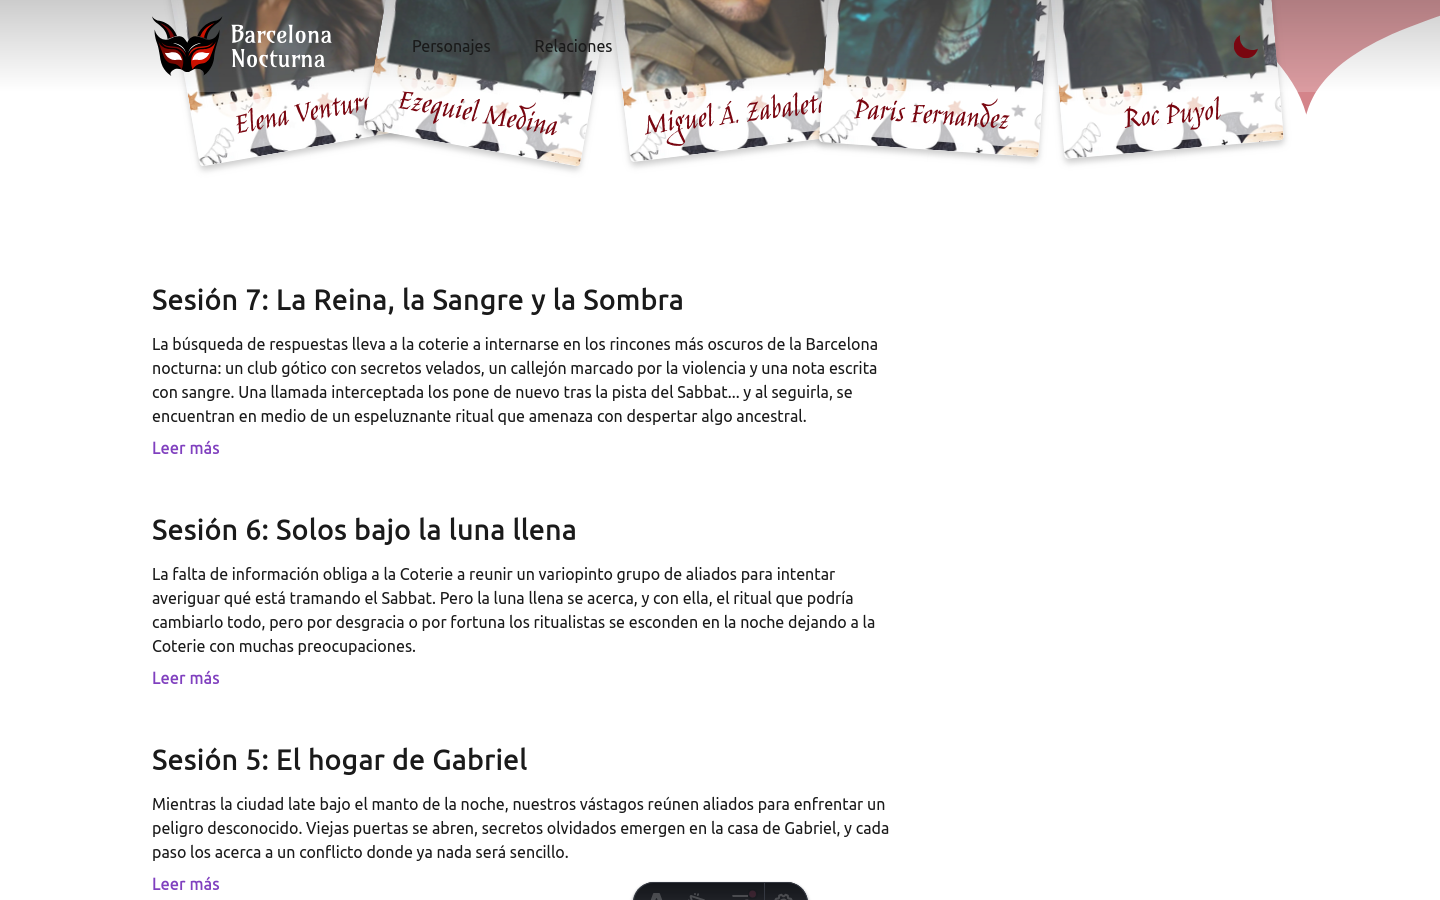 Barcelona
Nocturna
Personajes
Relaciones
Elena Ventura
Ezequiel Medina
Miguel Á. Zabaleta
Paris Fernandez
Roc Puyol
Sesión 7: La Reina, la Sangre y la Sombra
La búsqueda de respuestas lleva a la coterie a internarse en los rincones más oscuros de la Barcelona
nocturna: un club gótico con secretos velados, un callejón marcado por la violencia y una nota escrita
con sangre. Una llamada interceptada los pone de nuevo tras la pista del Sabbat... y al seguirla, se
encuentran en medio de un espeluznante ritual que amenaza con despertar algo ancestral.
Leer más
Sesión 6: Solos bajo la luna llena
La falta de información obliga a la Coterie a reunir un variopinto grupo de aliados para intentar
averiguar qué está tramando el Sabbat. Pero la luna llena se acerca, y con ella, el ritual que podría
cambiarlo todo, pero por desgracia o por fortuna los ritualistas se esconden en la noche dejando a la
Coterie con muchas preocupaciones.
Leer más
Sesión 5: El hogar de Gabriel
Mientras la ciudad late bajo el manto de la noche, nuestros vástagos reúnen aliados para enfrentar un
peligro desconocido. Viejas puertas se abren, secretos olvidados emergen en la casa de Gabriel, y cada
paso los acerca a un conflicto donde ya nada será sencillo.
Leer más